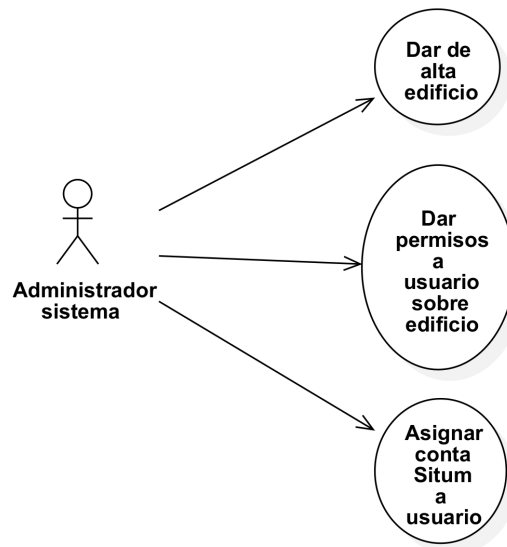 Dar de
alta
edificio
Dar
permisos
a
usuario
sobre
edificio
Administrador
sistema
Asignar
conta
Situm
a
usuario